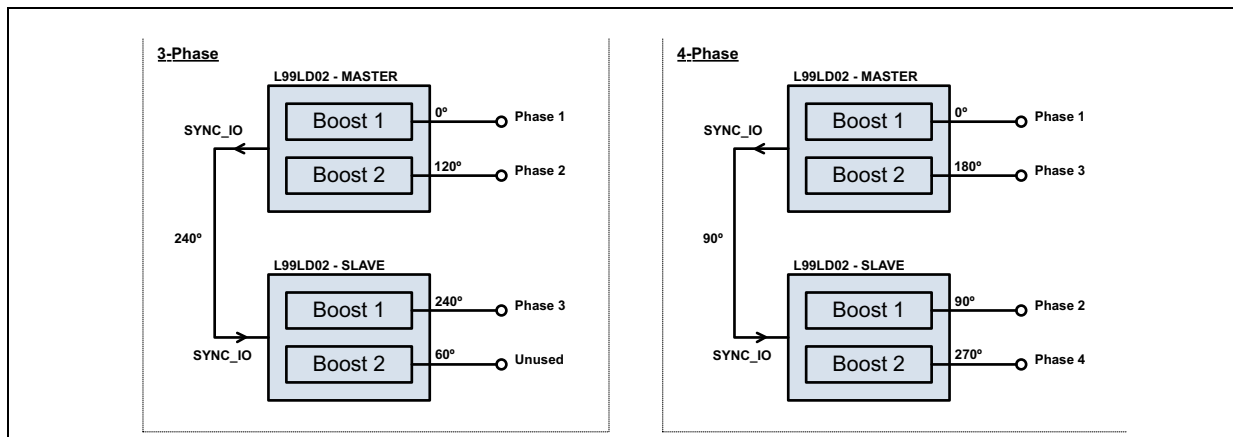 3-Phase
L99LD02 - MASTER
Boost 1
0º
Phase 1
SYNC_IO
Boost 2
120º
Phase 2
240º
L99LD02 - SLAVE
Boost 1
240º
Phase 3
SYNC_IO
Boost 2
60º
Unused
4-Phase
L99LD02 - MASTER
Boost 1
0º
Phase 1
SYNC_IO
Boost 2
180º
Phase 3
90º
L99LD02 - SLAVE
Boost 1
90º
Phase 2
SYNC_IO
Boost 2
270º
Phase 4